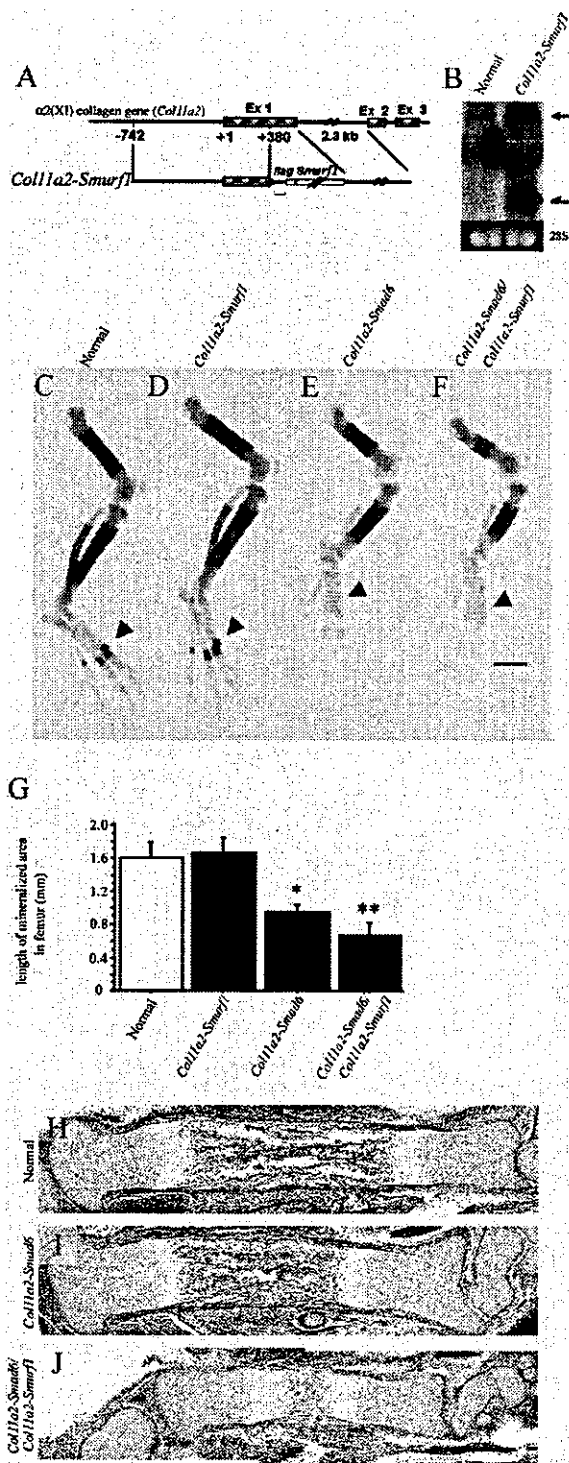 A
α2(XI) collagen gene (Col11a2)
Ex 1
Ex 2
Ex 3
-742
+1
+380
2.3 kb
Col11a2-Smurf1
flag Smurf1
B
Normal
Col11a2-Smurf1
28S
Normal
Col11a2-Smurf1
Col11a2-Smad6
Col11a2-Smad6/
Col11a2-Smurf1
C
D
E
F
G
length of mineralized area
in femur (mm)
2.0
1.6
1.2
0.8
0.4
0
*
**
Normal
Col11a2-Smurf1
Col11a2-Smad6
Col11a2-Smad6/
Col11a2-Smurf1
H
Normal
I
Col11a2-Smad6
J
Col11a2-Smad6/
Col11a2-Smurf1